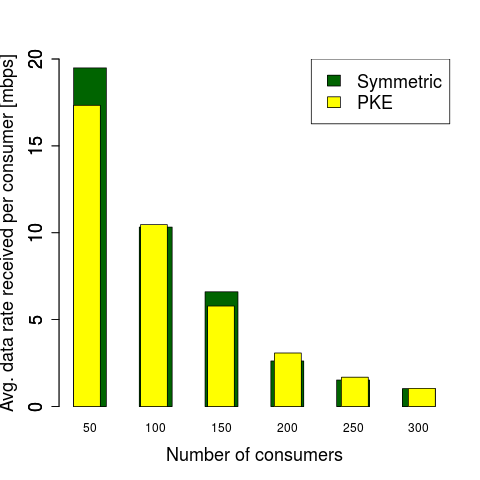 Avg. data rate received per consumer [mbps]
20
15
10
5
0
Symmetric
PKE
50 100 150 200 250 300
Number of consumers